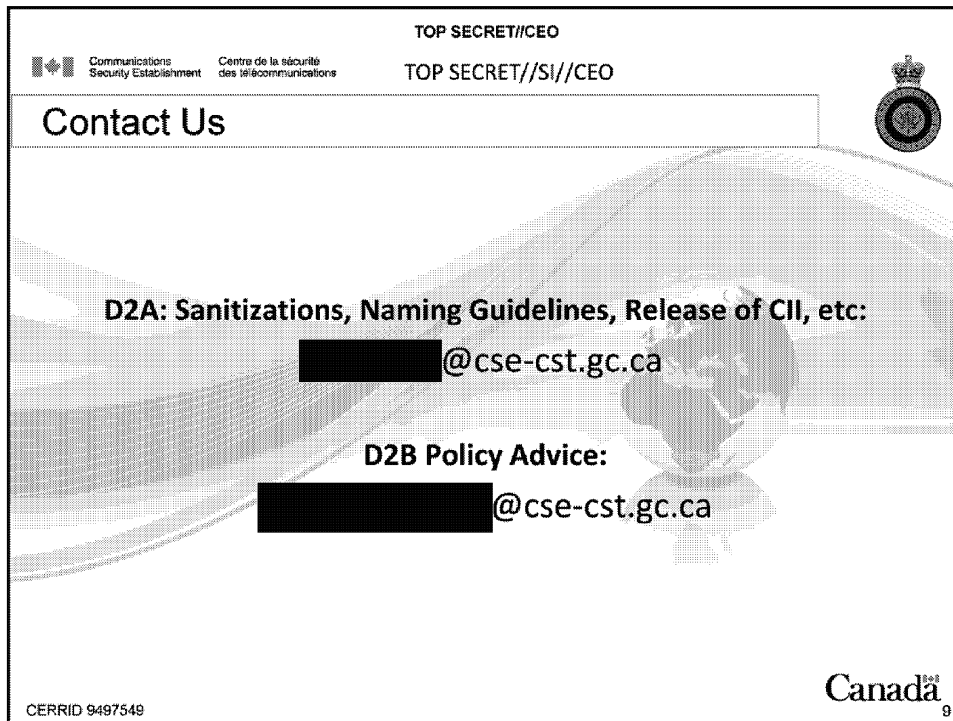 TOP SECRET//CEO
Communications
Security Establishment
Centre de la sécurité
des télécommunications
TOP SECRET//SI//CEO
Contact Us
D2A: Sanitizations, Naming Guidelines, Release of CII, etc:
@cse-cst.gc.ca
D2B Policy Advice:
@cse-cst.gc.ca
Canada
CERRID 9497549
9